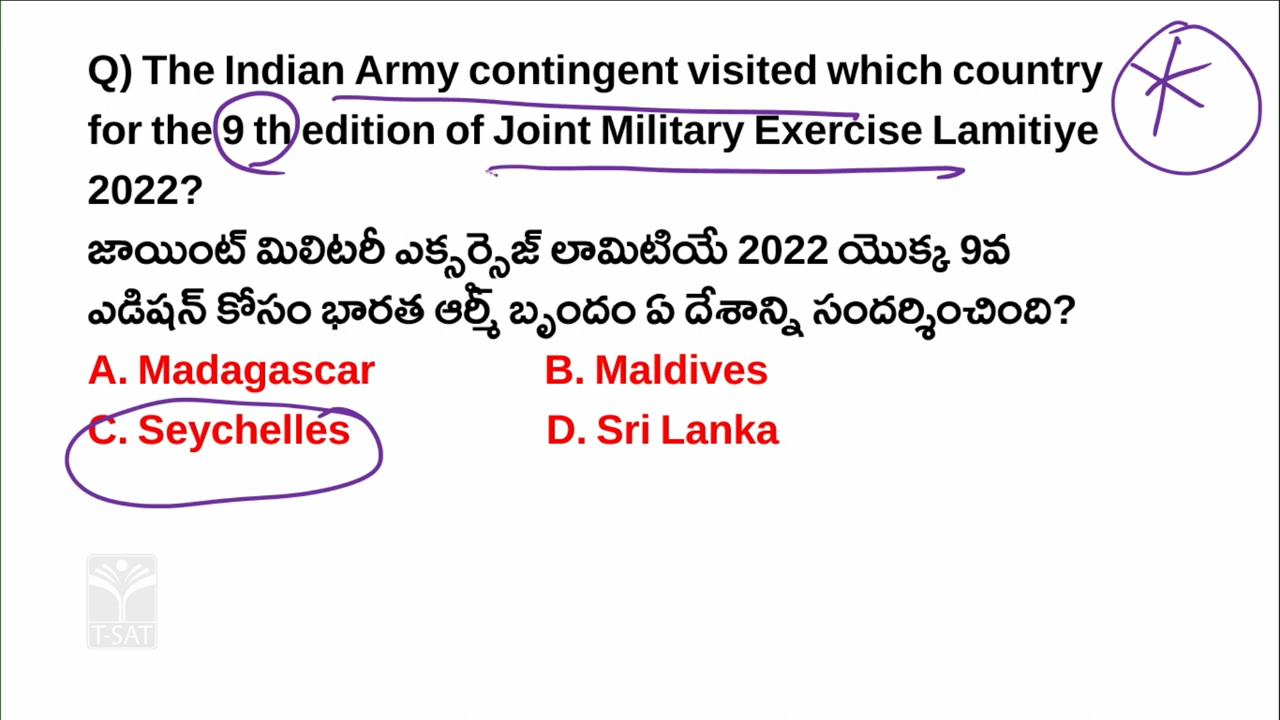 Q) The Indian Army contingent visited which country
for the 9 th edition of Joint Military Exercise Lamitiye
2022?
జాయింట్ మిలిటరీ ఎక్సర్సైజ్ లామిటియే 2022 యొక్క 9వ
ఎడిషన్ కోసం భారత ఆర్మీ బృందం ఏ దేశాన్ని సందర్శించింది?
A. Madagascar B. Maldives
C. Seychelles D. Sri Lanka
T-SAT